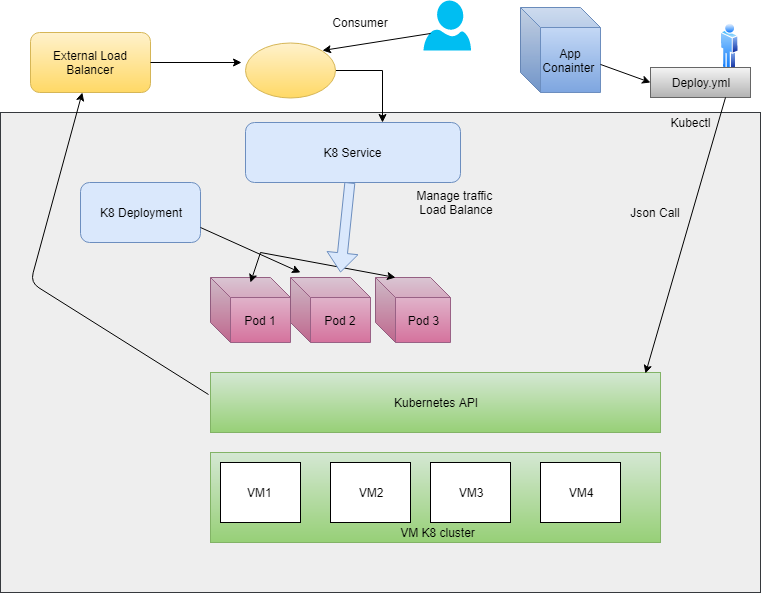 Consumer
External Load
Balancer
App
Conainter
Deploy.yml
Kubectl
K8 Service
Manage traffic
Load Balance
K8 Deployment
Json Call
Pod 1
Pod 2
Pod 3
Kubernetes API
VM1
VM2
VM3
VM4
VM K8 cluster